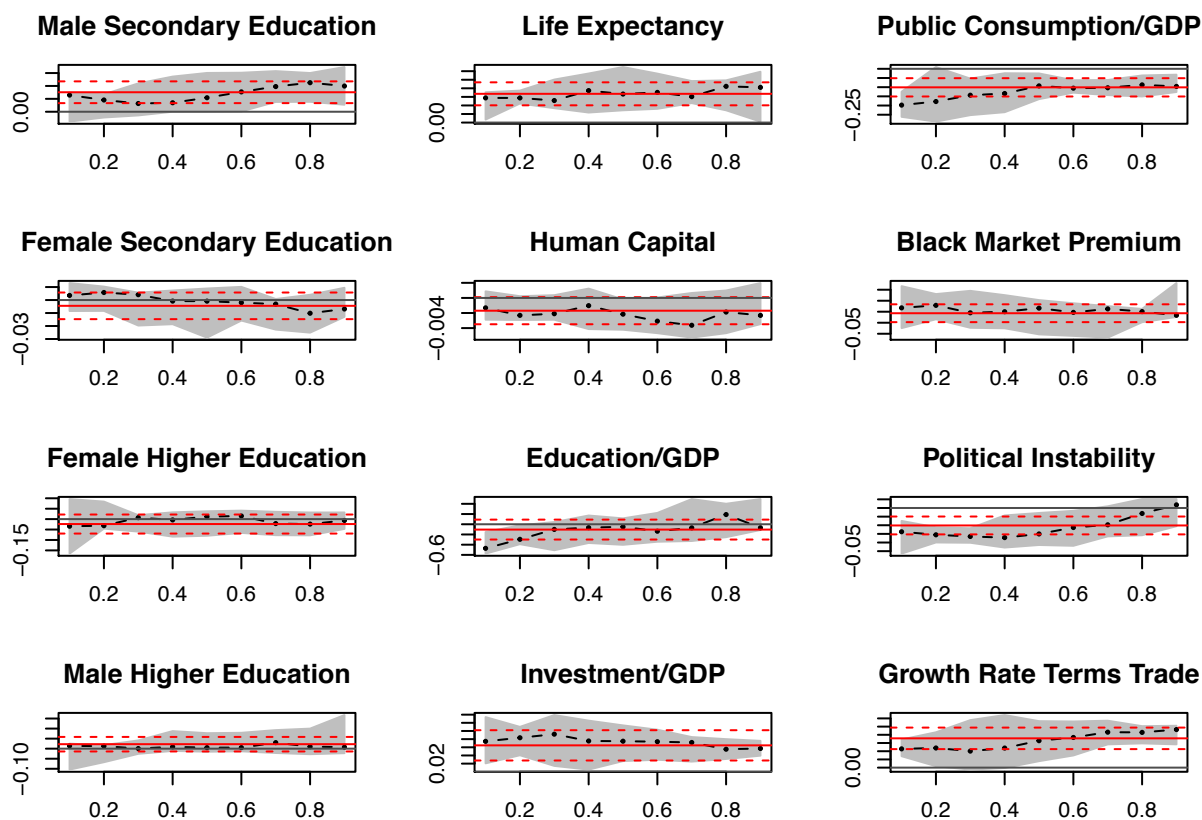 Male Secondary Education
Life Expectancy
Public Consumption/GDP
0.00
0.2 0.4 0.6 0.8
0.00
0.2 0.4 0.6 0.8
−0.25
0.2 0.4 0.6 0.8
Female Secondary Education
Human Capital
Black Market Premium
−0.03
0.2 0.4 0.6 0.8
−0.004
0.2 0.4 0.6 0.8
−0.05
0.2 0.4 0.6 0.8
Female Higher Education
Education/GDP
Political Instability
−0.15
0.2 0.4 0.6 0.8
−0.6
0.2 0.4 0.6 0.8
−0.05
0.2 0.4 0.6 0.8
Male Higher Education
Investment/GDP
Growth Rate Terms Trade
−0.10
0.2 0.4 0.6 0.8
0.02
0.2 0.4 0.6 0.8
0.00
0.2 0.4 0.6 0.8